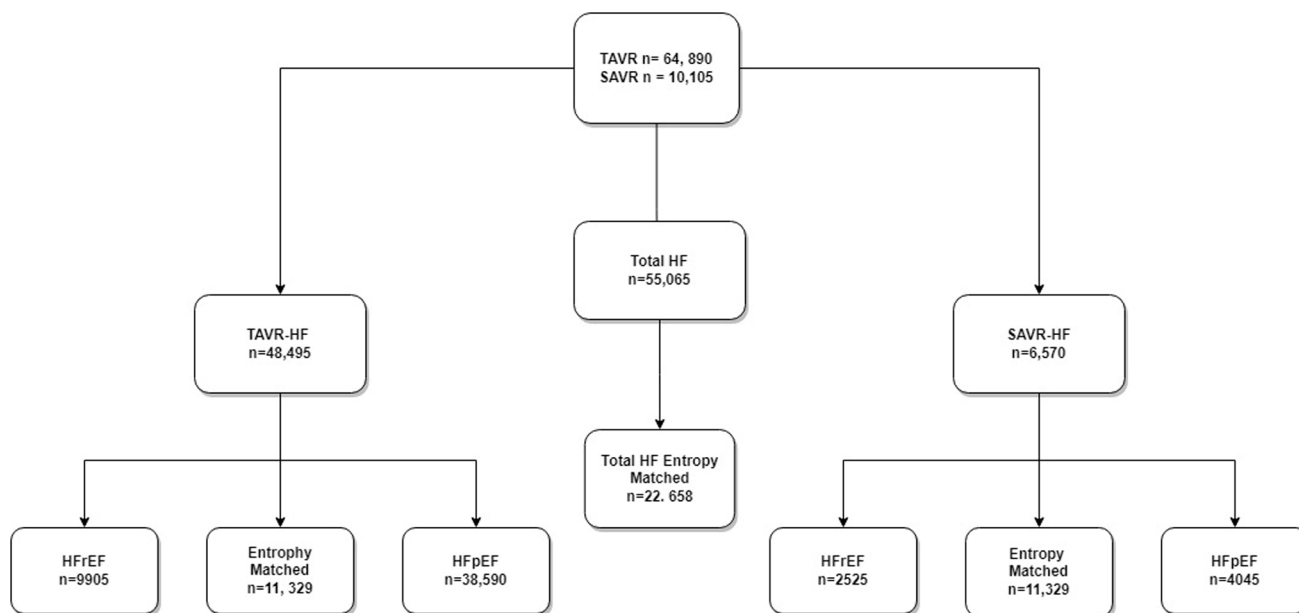 TAVR n= 64, 890
SAVR n = 10,105
Total HF
n=55,065
TAVR-HF
n=48,495
SAVR-HF
n=6,570
Total HF Entropy
Matched
n=22. 658
HFrEF
n=9905
Entrophy
Matched
n=11, 329
HFpEF
n=38,590
HFrEF
n=2525
Entropy
Matched
n=11,329
HFpEF
n=4045